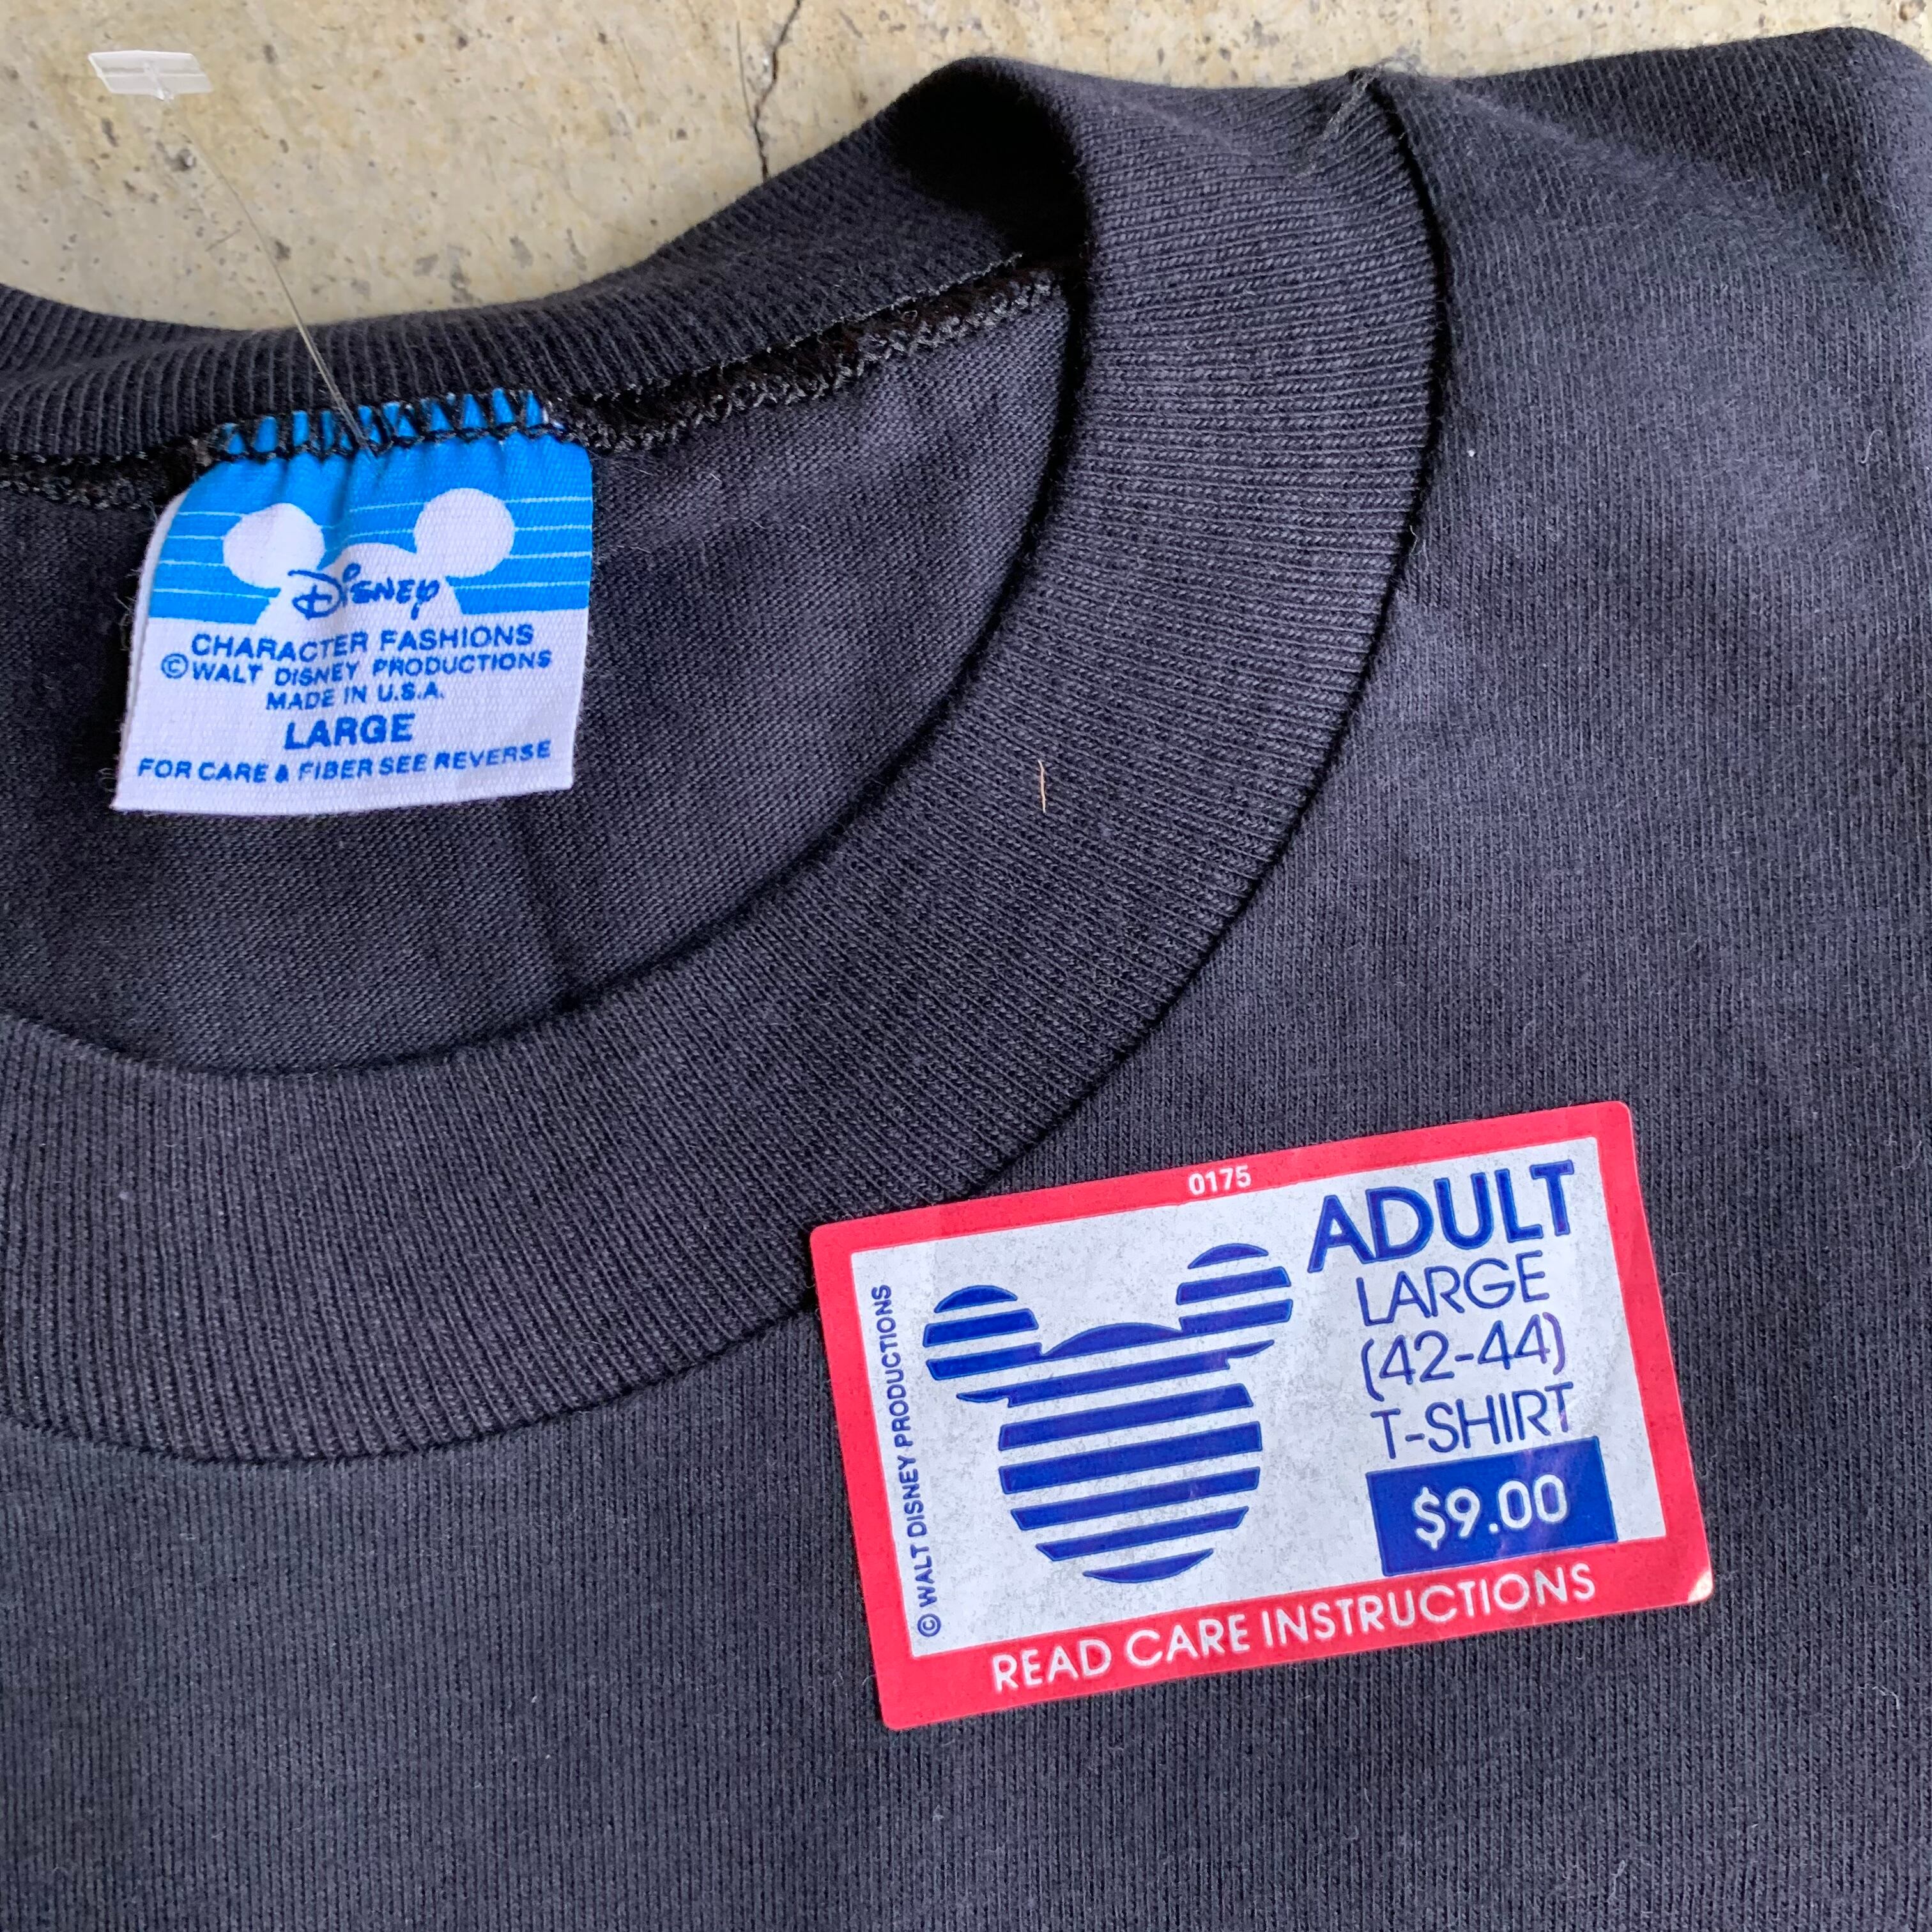 Disney
CHARACTER FASHIONS
© WALT DISNEY PRODUCTIONS
MADE IN U.S.A.
LARGE
FOR CARE & FIBER SEE REVERSE
0175
© WALT DISNEY PRODUCTIONS
ADULT
LARGE
(42-44)
T-SHIRT
$9.00
READ CARE INSTRUCTIONS